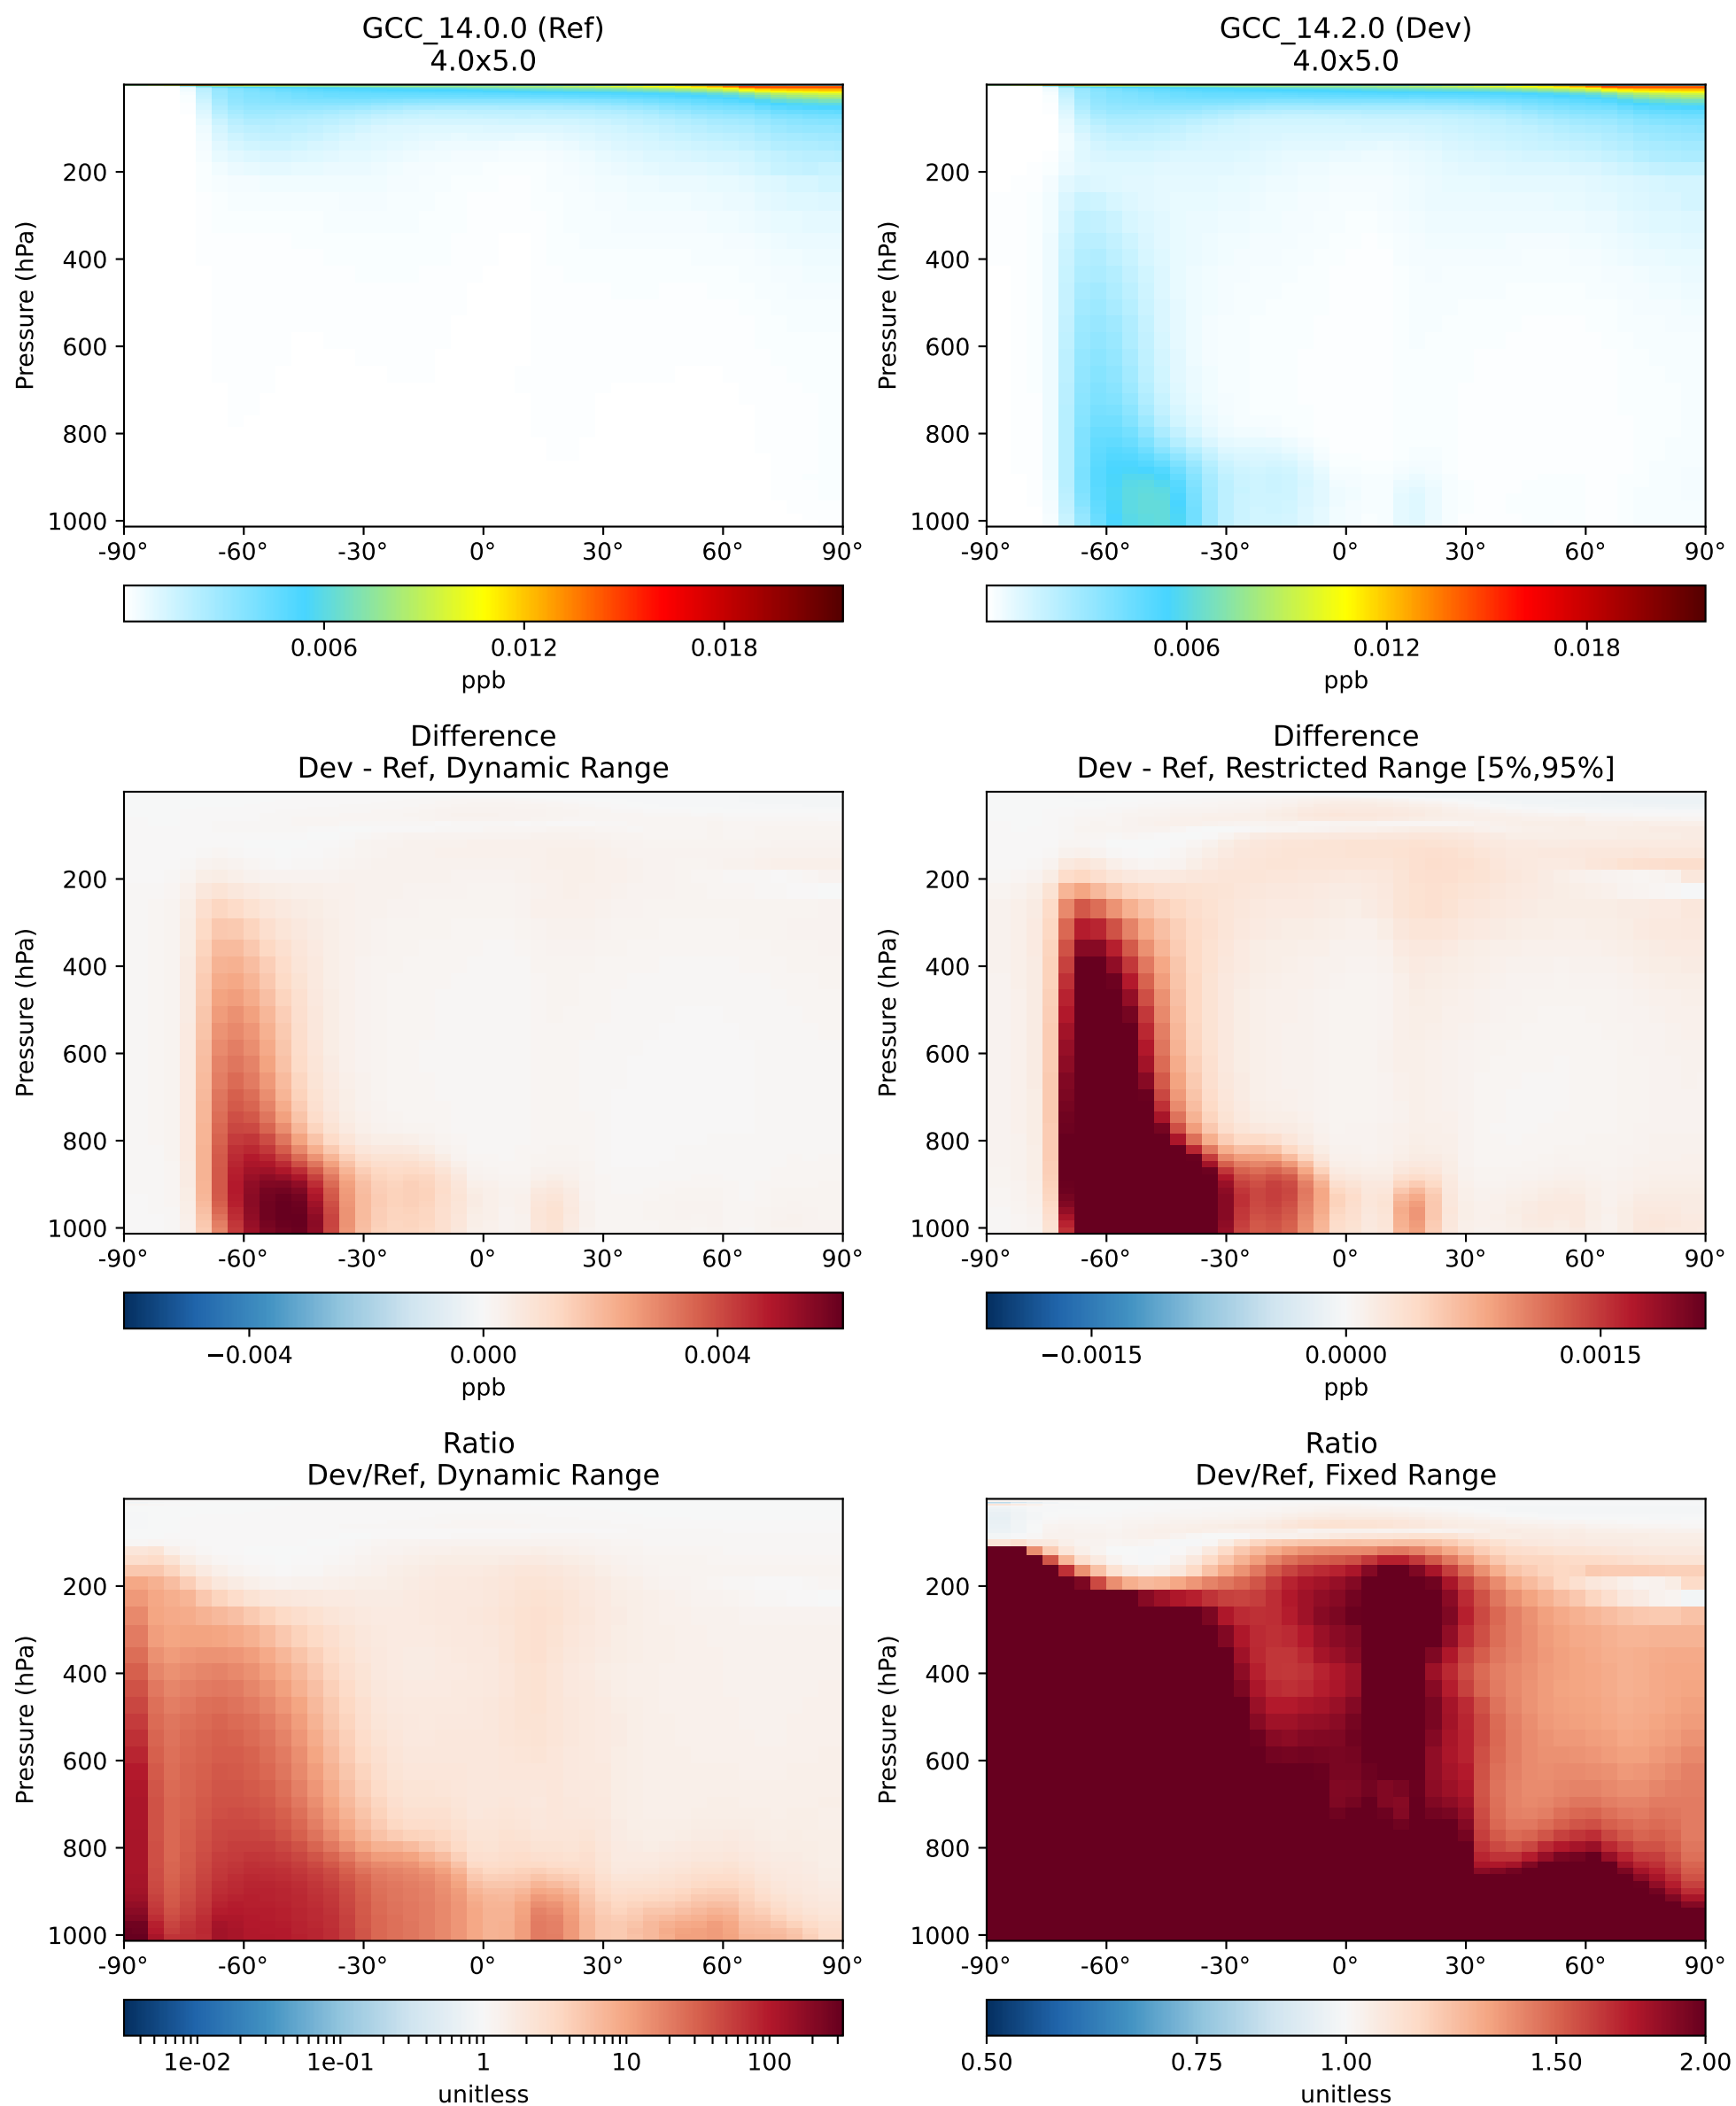 GCC_14.0.0 (Ref)
4.0x5.0
Pressure (hPa)
200
400
600
800
1000
-90° -60° -30° 0° 30° 60° 90°
0.006 0.012 0.018
ppb
GCC_14.2.0 (Dev)
4.0x5.0
Pressure (hPa)
200
400
600
800
1000
-90° -60° -30° 0° 30° 60° 90°
0.006 0.012 0.018
ppb
Difference
Dev - Ref, Dynamic Range
Pressure (hPa)
200
400
600
800
1000
-90° -60° -30° 0° 30° 60° 90°
−0.004 0.000 0.004
ppb
Difference
Dev - Ref, Restricted Range [5%,95%]
Pressure (hPa)
200
400
600
800
1000
-90° -60° -30° 0° 30° 60° 90°
−0.0015 0.0000 0.0015
ppb
Ratio
Dev/Ref, Dynamic Range
Pressure (hPa)
200
400
600
800
1000
-90° -60° -30° 0° 30° 60° 90°
1e-02 1e-01 1 10 100
unitless
Ratio
Dev/Ref, Fixed Range
Pressure (hPa)
200
400
600
800
1000
-90° -60° -30° 0° 30° 60° 90°
0.50 0.75 1.00 1.50 2.00
unitless